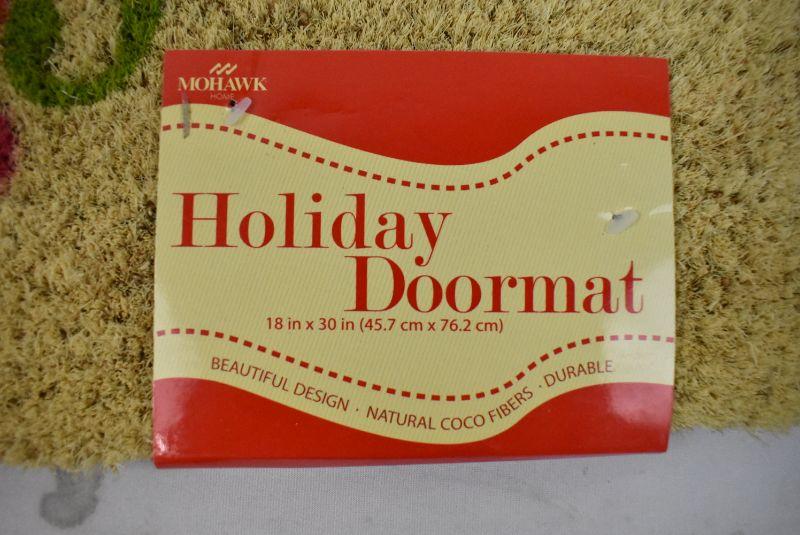 MOHAWK
HOME
Holiday
Doormat
18 in x 30 in (45.7 cm x 76.2 cm)
BEAUTIFUL DESIGN · NATURAL COCO FIBERS · DURABLE